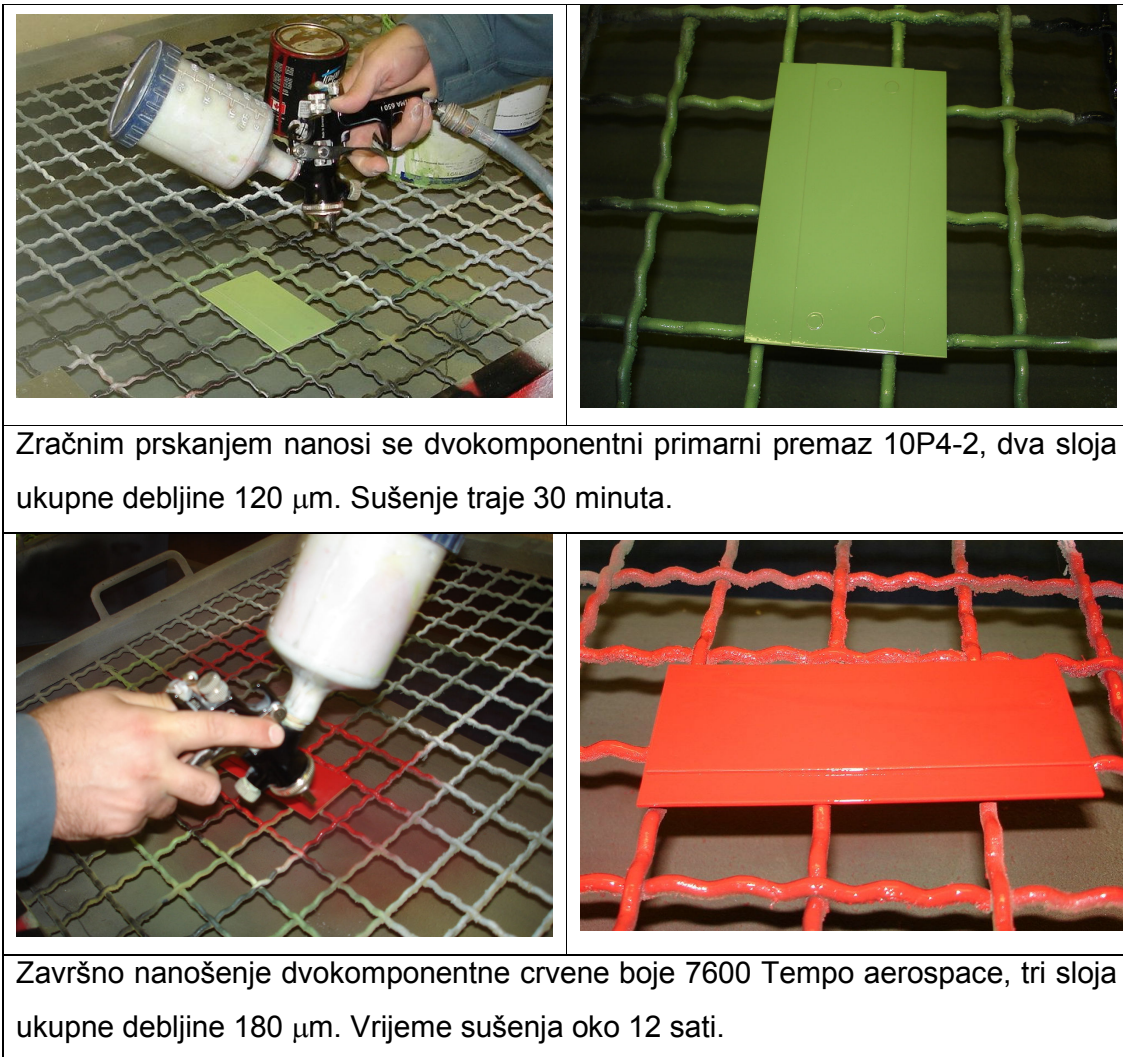 Zračnim prskanjem nanosi se dvokomponentni primarni premaz 10P4-2, dva sloja
ukupne debljine 120 μm. Sušenje traje 30 minuta.
Završno nanošenje dvokomponentne crvene boje 7600 Tempo aerospace, tri sloja
ukupne debljine 180 μm. Vrijeme sušenja oko 12 sati.